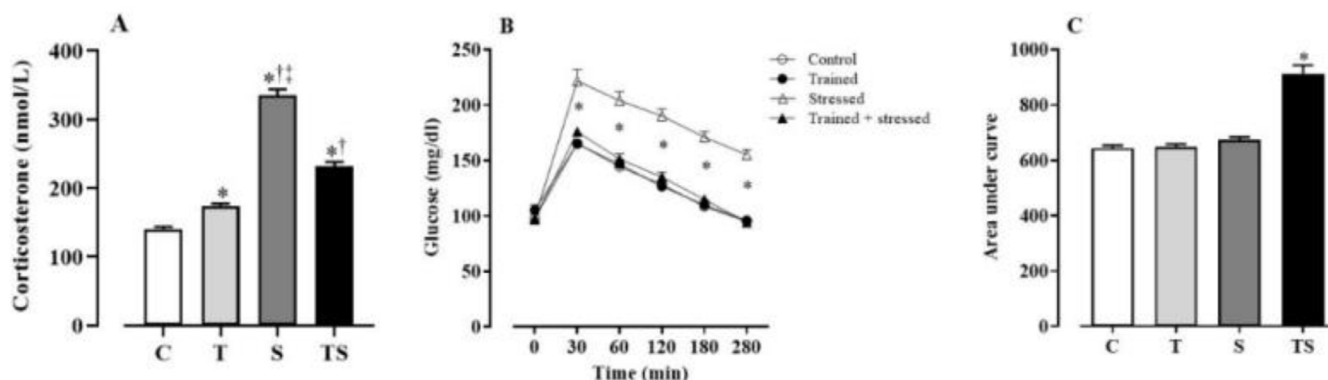 A
Corticosterone (nmol/L)
400
300
200
100
0
*
*†‡
*†
C T S TS
B
Glucose (mg/dl)
250
200
150
100
50
0
* * * * *
0 30 60 120 180 280
Time (min)
Control
Trained
Stressed
Trained + stressed
C
Area under curve
1000
800
600
400
200
0
*
C T S TS